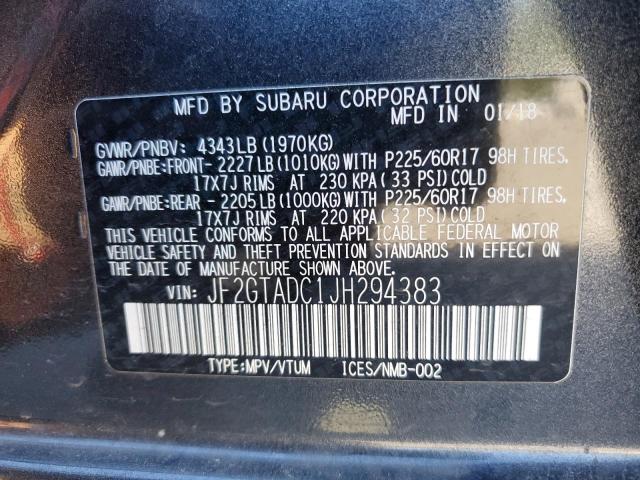 MFD BY SUBARU CORPORATION
MFD IN 01/18
GVWR/PNBV: 4343LB (1970KG)
GAWR/PNBE:FRONT- 2227LB (1010KG) WITH P225/60R17 98H TIRES,
17X7J RIMS AT 230 KPA (33 PSI) COLD
GAWR/PNBE:REAR - 2205LB (1000KG) WITH P225/60R17 98H TIRES,
17X7J RIMS AT 220 KPA (32 PSI) COLD
THIS VEHICLE CONFORMS TO ALL APPLICABLE FEDERAL MOTOR
VEHICLE SAFETY AND THEFT PREVENTION STANDARDS IN EFFECT ON
THE DATE OF MANUFACTURE SHOWN ABOVE.
VIN: JF2GTADC1JH294383
TYPE:MPV/VTUM ICES/NMB-002